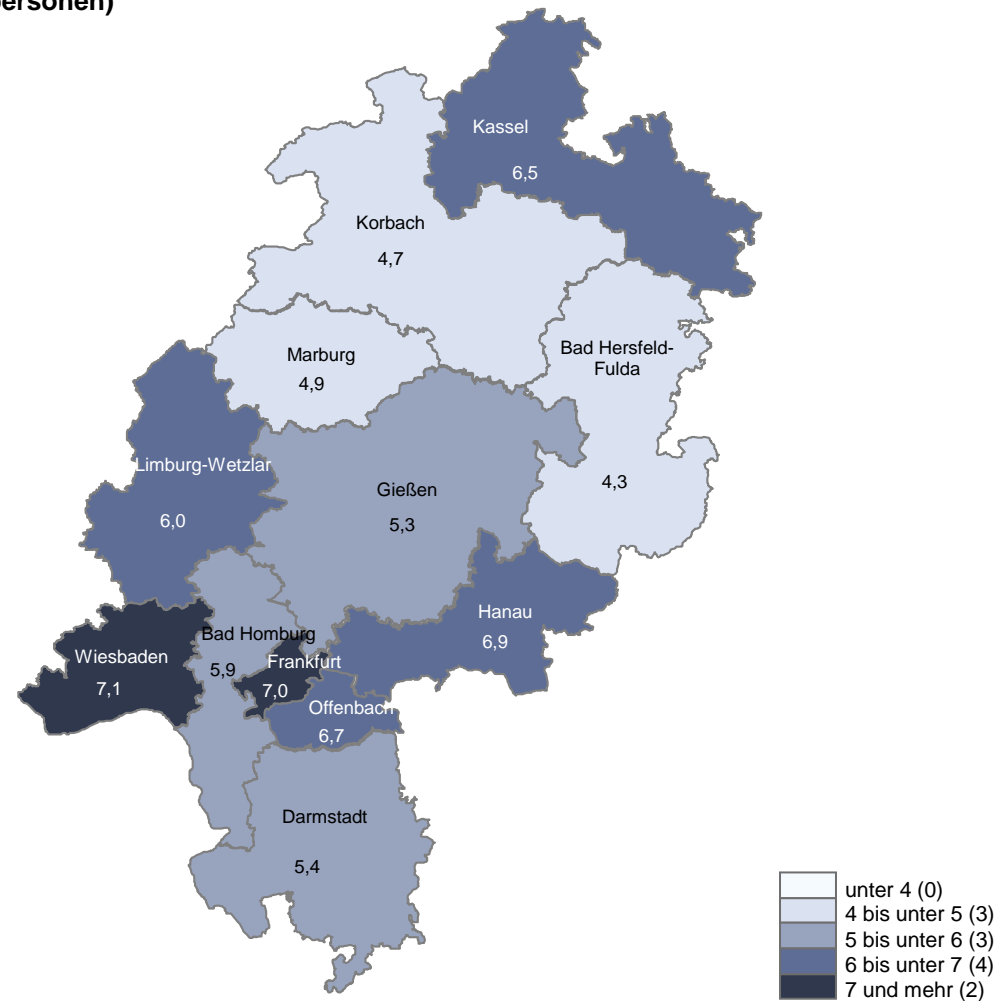 personen)
Kassel
6,5
Korbach
4,7
Bad Hersfeld-
Fulda
4,3
Marburg
4,9
Limburg-Wetzlar
6,0
Gießen
5,3
Hanau
6,9
Bad Homburg
5,9
Wiesbaden
7,1
Frankfurt
7,0
Offenbach
6,7
Darmstadt
5,4
unter 4 (0)
4 bis unter 5 (3)
5 bis unter 6 (3)
6 bis unter 7 (4)
7 und mehr (2)